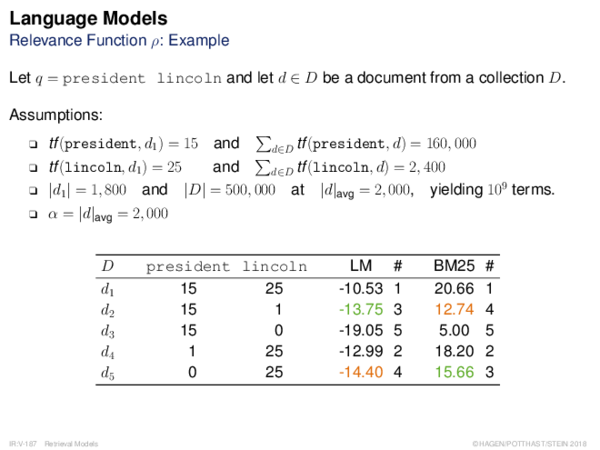 Language Models
Relevance Function ρ: Example
Let q = president lincoln and let d ∈ D be a document from a collection D.
Assumptions:
❑ tf(president, d₁) = 15 and ∑d∈D tf(president, d) = 160,000
❑ tf(lincoln, d₁) = 25 and ∑d∈D tf(lincoln, d) = 2,400
❑ |d₁| = 1,800 and |D| = 500,000 at |d|avg = 2,000, yielding 10⁹ terms.
❑ α = |d|avg = 2,000
D president lincoln LM # BM25 #
d₁ 15 25 -10.53 1 20.66 1
d₂ 15 1 -13.75 3 12.74 4
d₃ 15 0 -19.05 5 5.00 5
d₄ 1 25 -12.99 2 18.20 2
d₅ 0 25 -14.40 4 15.66 3
IR:V-167 Retrieval Models ©HAGEN/POTTHAST/STEIN 2018